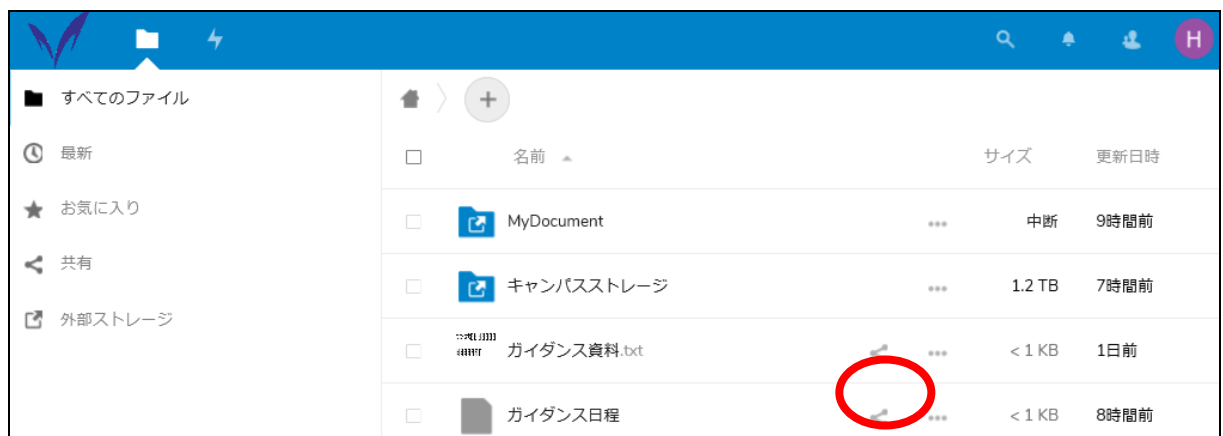 H
すべてのファイル
最新
お気に入り
共有
外部ストレージ
名前 サイズ 更新日時
MyDocument 中断 9時間前
キャンパスストレージ 1.2 TB 7時間前
ガイダンス資料.txt < 1 KB 1日前
ガイダンス日程 < 1 KB 8時間前